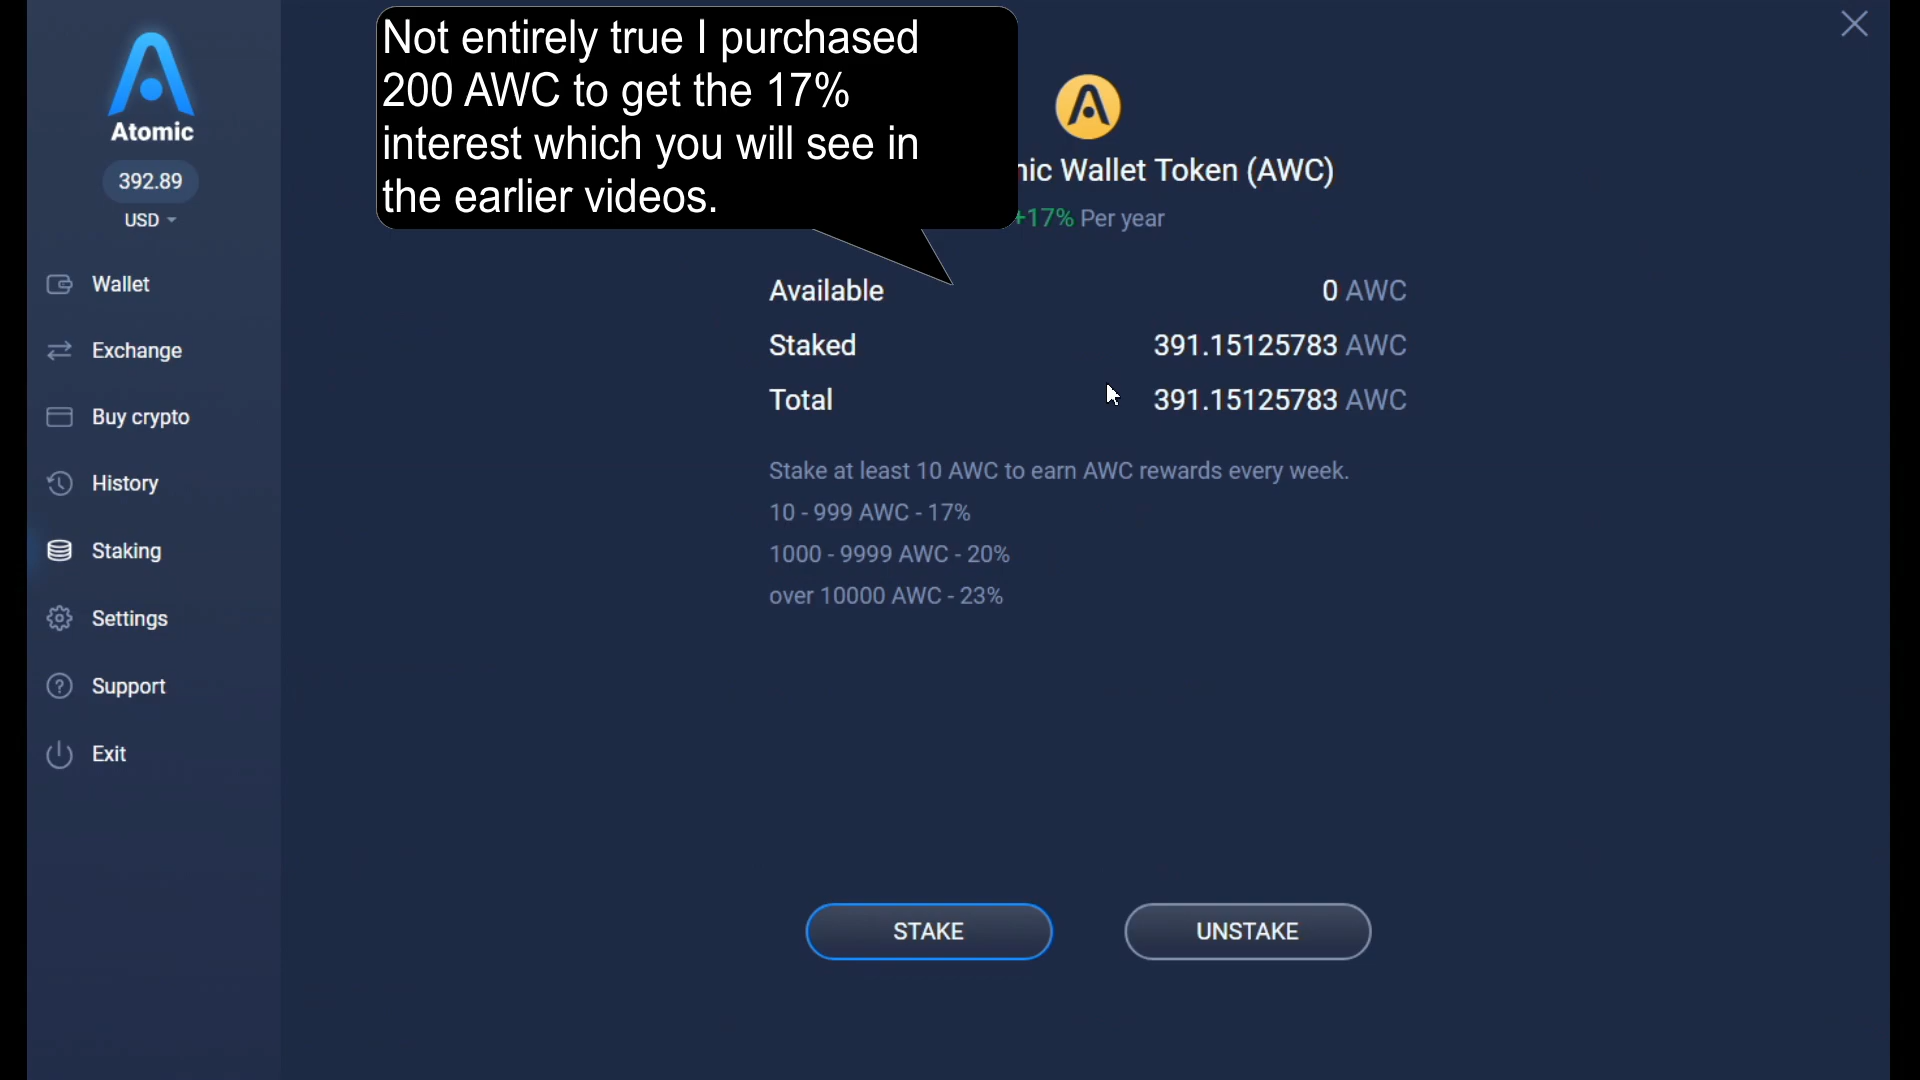 Not entirely true I purchased
200 AWC to get the 17%
interest which you will see in
the earlier videos.
Atomic
392.89
USD
Wallet
Exchange
Buy crypto
History
Staking
Settings
Support
Exit
Wallet Token (AWC)
+17% Per year
Available 0 AWC
Staked 391.15125783 AWC
Total 391.15125783 AWC
Stake at least 10 AWC to earn AWC rewards every week.
10 - 999 AWC - 17%
1000 - 9999 AWC - 20%
over 10000 AWC - 23%
STAKE UNSTAKE